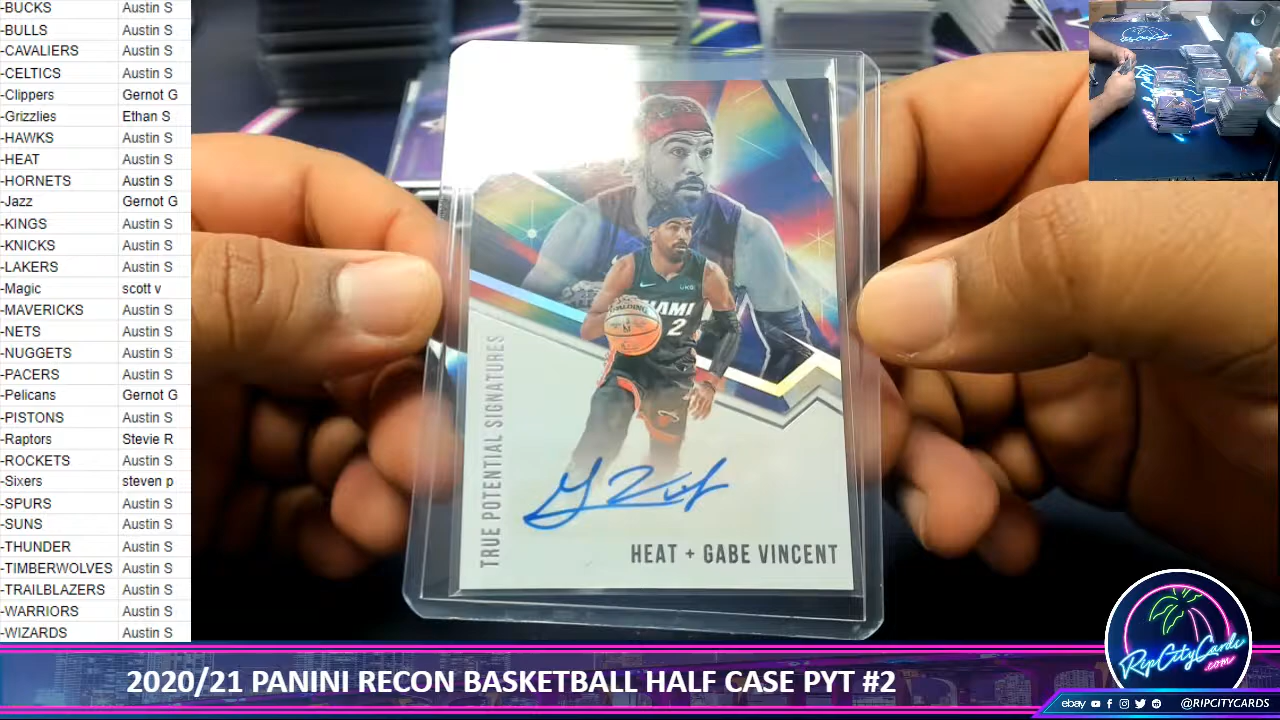 -BUCKS Austin S
-BULLS Austin S
-CAVALIERS Austin S
-CELTICS Austin S
-Clippers Gernot G
-Grizzlies Ethan S
-HAWKS Austin S
-HEAT Austin S
-HORNETS Austin S
-Jazz Gernot G
-KINGS Austin S
-KNICKS Austin S
-LAKERS Austin S
-Magic scott v
-MAVERICKS Austin S
-NETS Austin S
-NUGGETS Austin S
-PACERS Austin S
-Pelicans Gernot G
-PISTONS Austin S
-Raptors Stevie R
-ROCKETS Austin S
-Sixers steven p
-SPURS Austin S
-SUNS Austin S
-THUNDER Austin S
-TIMBERWOLVES Austin S
-TRAILBLAZERS Austin S
-WARRIORS Austin S
-WIZARDS Austin S
MIAMI
2
SPALDING
TRUE POTENTIAL SIGNATURES
HEAT + GABE VINCENT
2020/21 PANINI RECON BASKETBALL HALF CASE PYT #2
RipCityCards
.com
ebay @RIPCITYCARDS